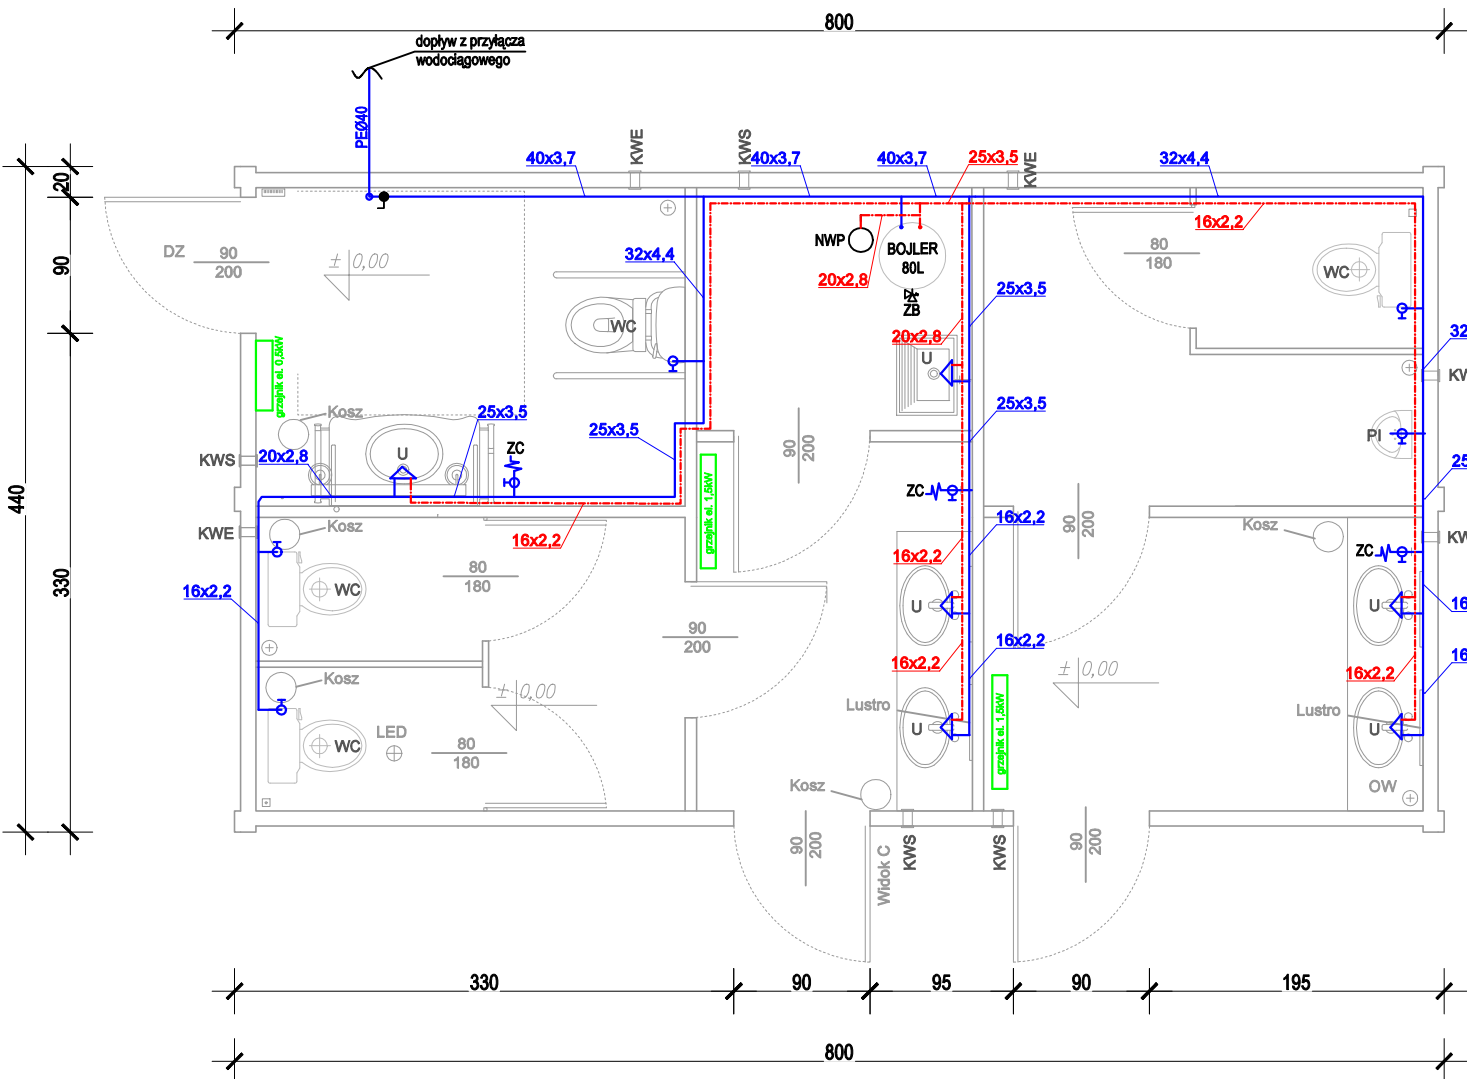 800
dopływ z przyłącza
wodociągowego
PEØ40
KWE
KWS
KWE
40x3,7
40x3,7
40x3,7
25x3,5
32x4,4
20
90
330
440
DZ
90
200
± 0,00
32x4,4
NWP
BOJLER
80L
ZB
20x2,8
16x2,2
80
180
WC
WC
25x3,5
20x2,8
U
32
KW
grzejnik el. 0,5kW
Kosz
25x3,5
25x3,5
25x3,5
PI
25
KWS
20x2,8
U
ZC
90
200
grzejnik el. 1,5kW
ZC
KWE
Kosz
16x2,2
16x2,2
16x2,2
90
200
Kosz
ZC
KW
80
180
16x2,2
WC
U
U
16
90
200
16x2,2
16x2,2
± 0,00
16x2,2
16
Kosz
± 0,00
Lustro
grzejnik el. 1,5kW
Lustro
LED
WC
80
180
U
U
Kosz
OW
90
200
Widok C
KWS
KWS
90
200
330
90
95
90
195
800